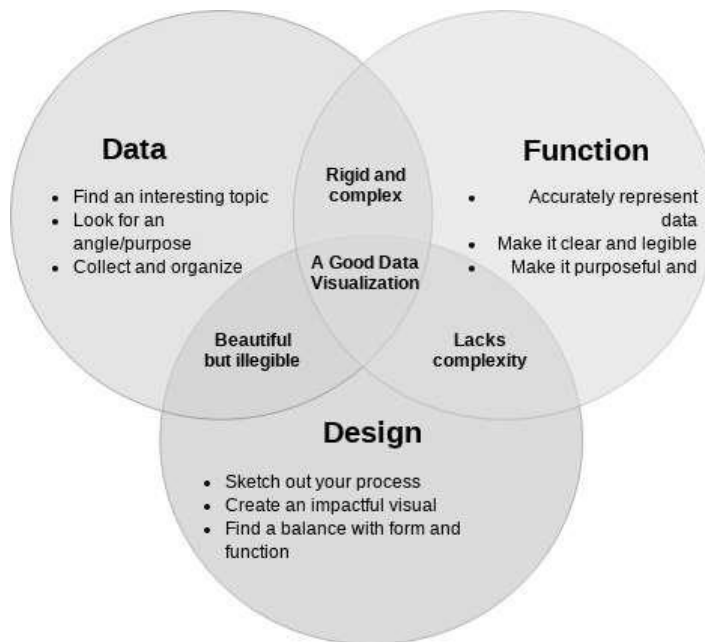 Data
• Find an interesting topic
• Look for an
angle/purpose
• Collect and organize
Rigid and
complex
Function
• Accurately represent
data
• Make it clear and legible
• Make it purposeful and
A Good Data
Visualization
Beautiful
but illegible
Lacks
complexity
Design
• Sketch out your process
• Create an impactful visual
• Find a balance with form and
function